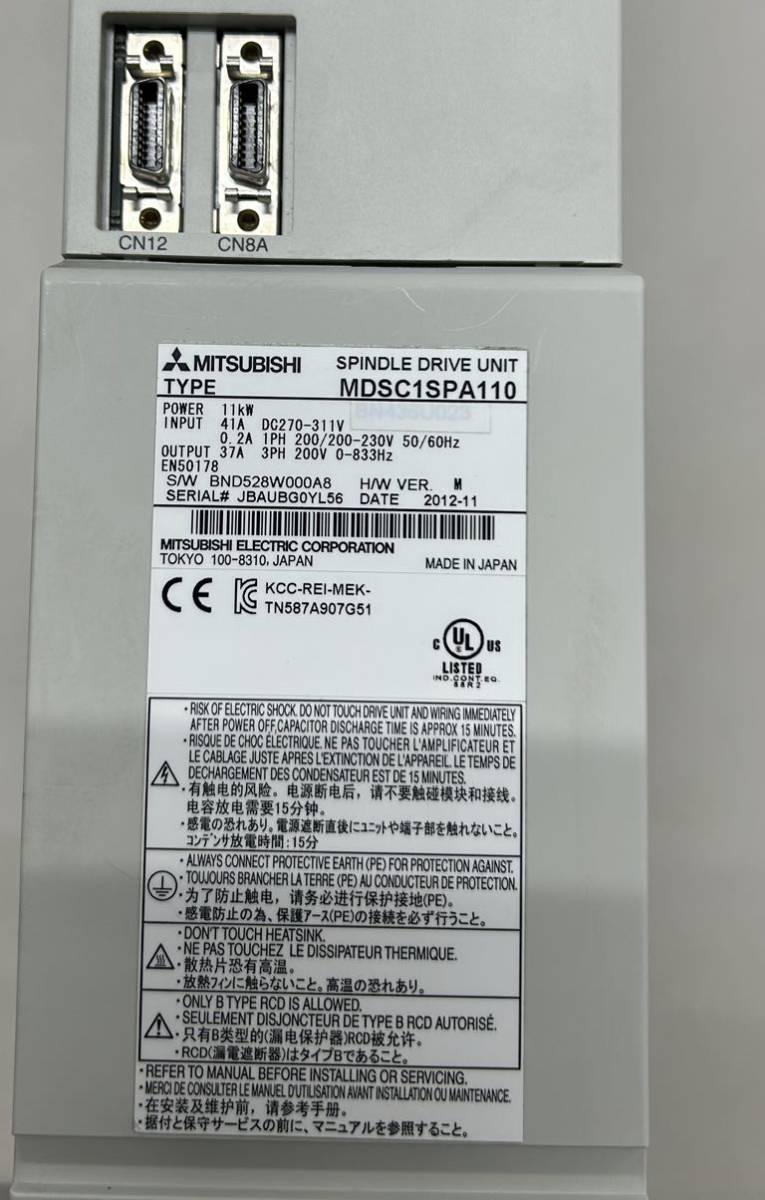 CN12 CN8A
MITSUBISHI SPINDLE DRIVE UNIT
TYPE MDSC1SPA110
BN436U023
POWER 11kW
INPUT 41A DC270-311V
0.2A 1PH 200/200-230V 50/60Hz
OUTPUT 37A 3PH 200V 0-833Hz
EN50178
S/W BND528W000A8 H/W VER. M
SERIAL# JBAUBG0YL56 DATE 2012-11
MITSUBISHI ELECTRIC CORPORATION
TOKYO 100-8310, JAPAN MADE IN JAPAN
CE KCC-REI-MEK-
TN587A907G51
C UL US
LISTED
IND.CONT.EQ.
88R2
・RISK OF ELECTRIC SHOCK. DO NOT TOUCH DRIVE UNIT AND WIRING IMMEDIATELY
AFTER POWER OFF,CAPACITOR DISCHARGE TIME IS APPROX 15 MINUTES.
・RISQUE DE CHOC ÉLECTRIQUE. NE PAS TOUCHER L'AMPLIFICATEUR ET
LE CABLAGE JUSTE APRES L'EXTINCTION DE L'APPAREIL. LE TEMPS DE
DECHARGEMENT DES CONDENSATEUR EST DE 15 MINUTES.
・有触电的风险。电源断电后，请不要触碰模块和接线。
电容放电需要15分钟。
・感電の恐れあり。電源遮断直後にユニットや端子部を触れないこと。
コンデンサ放電時間：15分
・ALWAYS CONNECT PROTECTIVE EARTH (PE) FOR PROTECTION AGAINST.
・TOUJOURS BRANCHER LA TERRE (PE) AU CONDUCTEUR DE PROTECTION.
・为了防止触电，请务必进行保护接地(PE)。
・感電防止の為、保護アース(PE)の接続を必ず行うこと。
・DON'T TOUCH HEATSINK.
・NE PAS TOUCHEZ LE DISSIPATEUR THERMIQUE.
・散热片恐有高温。
・放熱フィンに触らないこと。高温の恐れあり。
・ONLY B TYPE RCD IS ALLOWED.
・SEULEMENT DISJONCTEUR DE TYPE B RCD AUTORISÉ.
・只有B类型的(漏电保护器)RCD被允许。
・RCD(漏電遮断器)はタイプBであること。
・REFER TO MANUAL BEFORE INSTALLING OR SERVICING.
・MERCI DE CONSULTER LE MANUEL D'UTILISATION AVANT INSTALLATION OU MAINTENANCE.
・在安装及维护前，请参考手册。
・据付と保守サービスの前に、マニュアルを参照すること。